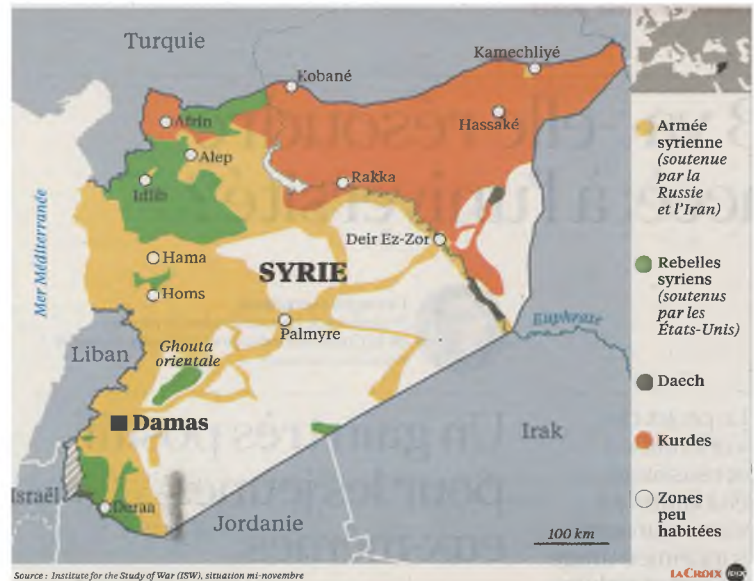 Turquie
Kobané
Kamechliyé
Afrin
Hassaké
Alep
Rakka
Idlib
Mer Méditerranée
Deir Ez-Zor
Hama
SYRIE
Homs
Palmyre
Euphrate
Liban
Ghouta
orientale
Damas
Irak
Israël
Deraa
Jordanie
100 km
Armée
syrienne
(soutenue
par la
Russie
et l'Iran)
Rebelles
syriens
(soutenus
par les
États-Unis)
Daech
Kurdes
Zones
peu
habitées
Source : Institute for the Study of War (ISW), situation mi-novembre
LA CROIX